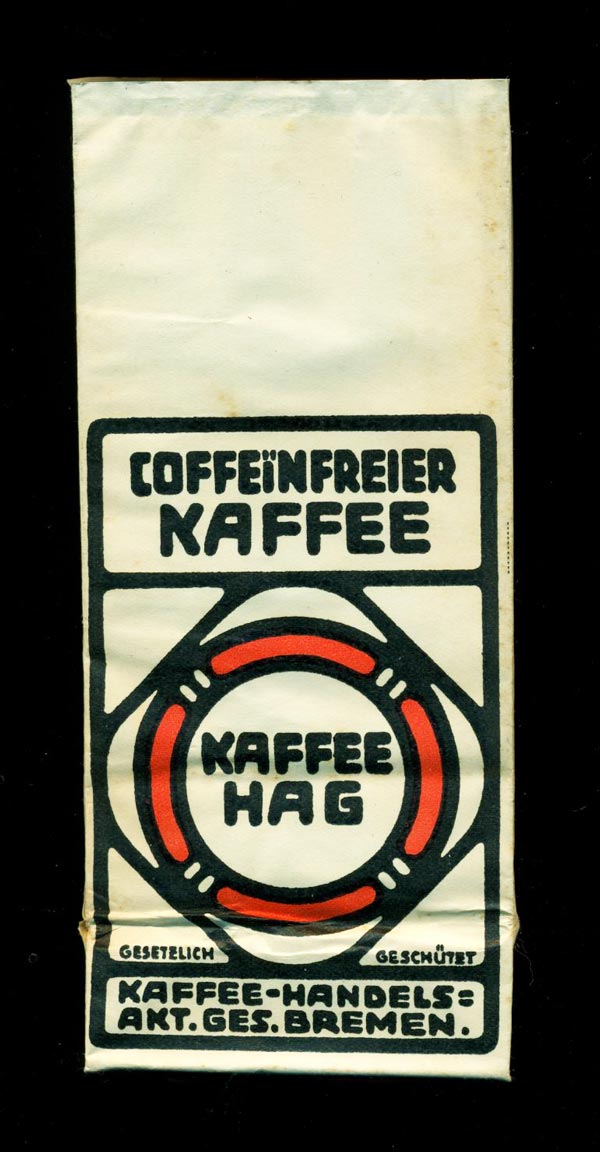 COFFEÏNFREIER
KAFFEE
KAFFEE
HAG
GESETZLICH GESCHÜTZT
KAFFEE-HANDELS=
AKT. GES. BREMEN.